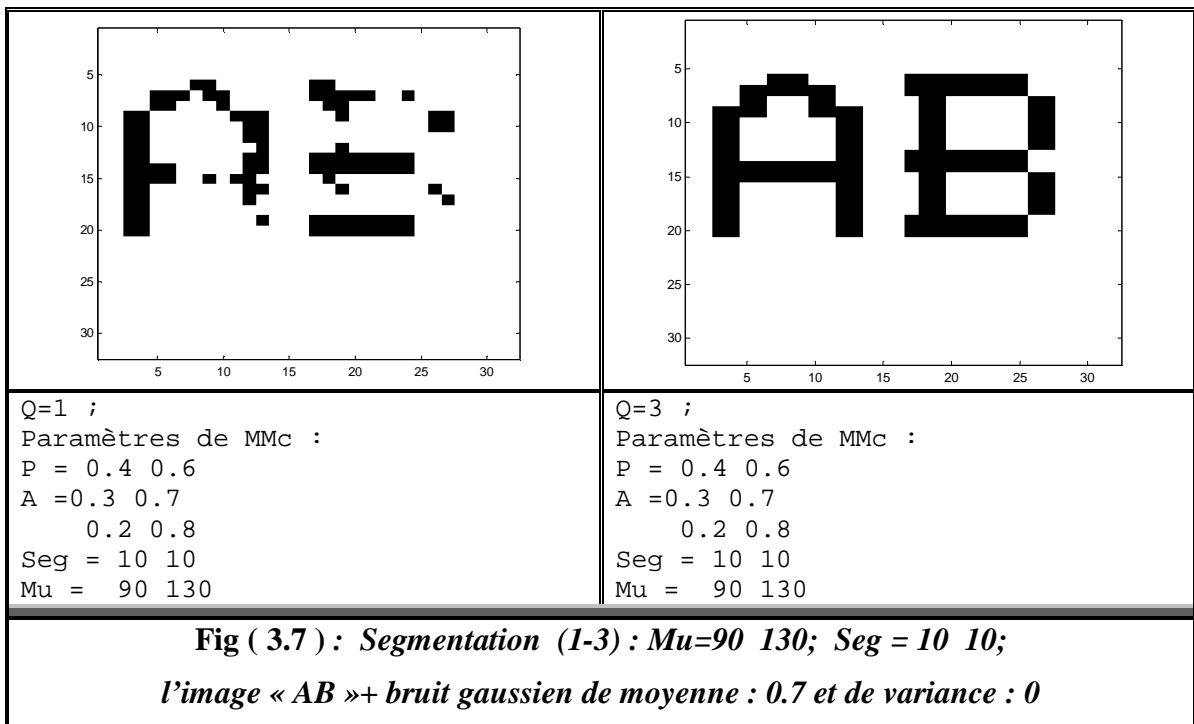 5
10
15
20
25
30
5 10 15 20 25 30
5
10
15
20
25
30
5 10 15 20 25 30
Q=1 ;
Paramètres de MMc :
P = 0.4 0.6
A =0.3 0.7
0.2 0.8
Seg = 10 10
Mu = 90 130
Q=3 ;
Paramètres de MMc :
P = 0.4 0.6
A =0.3 0.7
0.2 0.8
Seg = 10 10
Mu = 90 130
Fig ( 3.7 ) : Segmentation (1-3) : Mu=90 130; Seg = 10 10;
l'image « AB »+ bruit gaussien de moyenne : 0.7 et de variance : 0